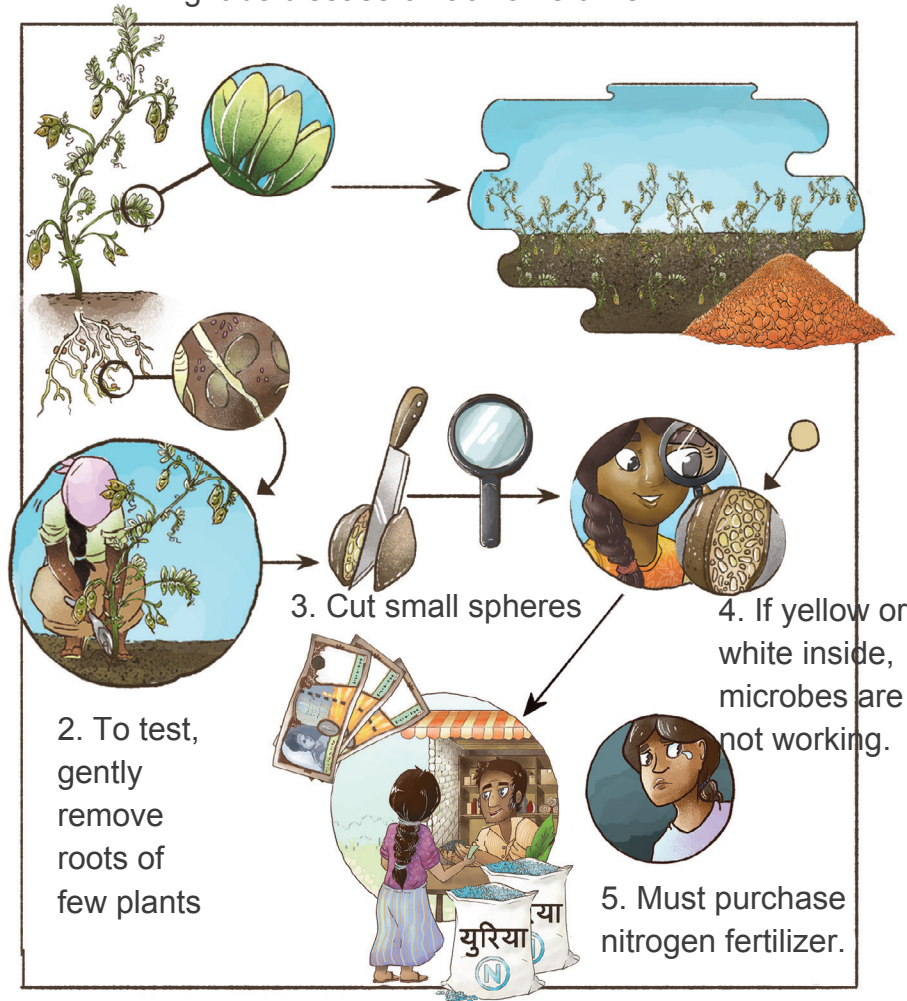 3. Cut small spheres
4. If yellow or
white inside,
microbes are
not working.
2. To test,
gently
remove
roots of
few plants
5. Must purchase
nitrogen fertilizer.
युरिया
रिया
N